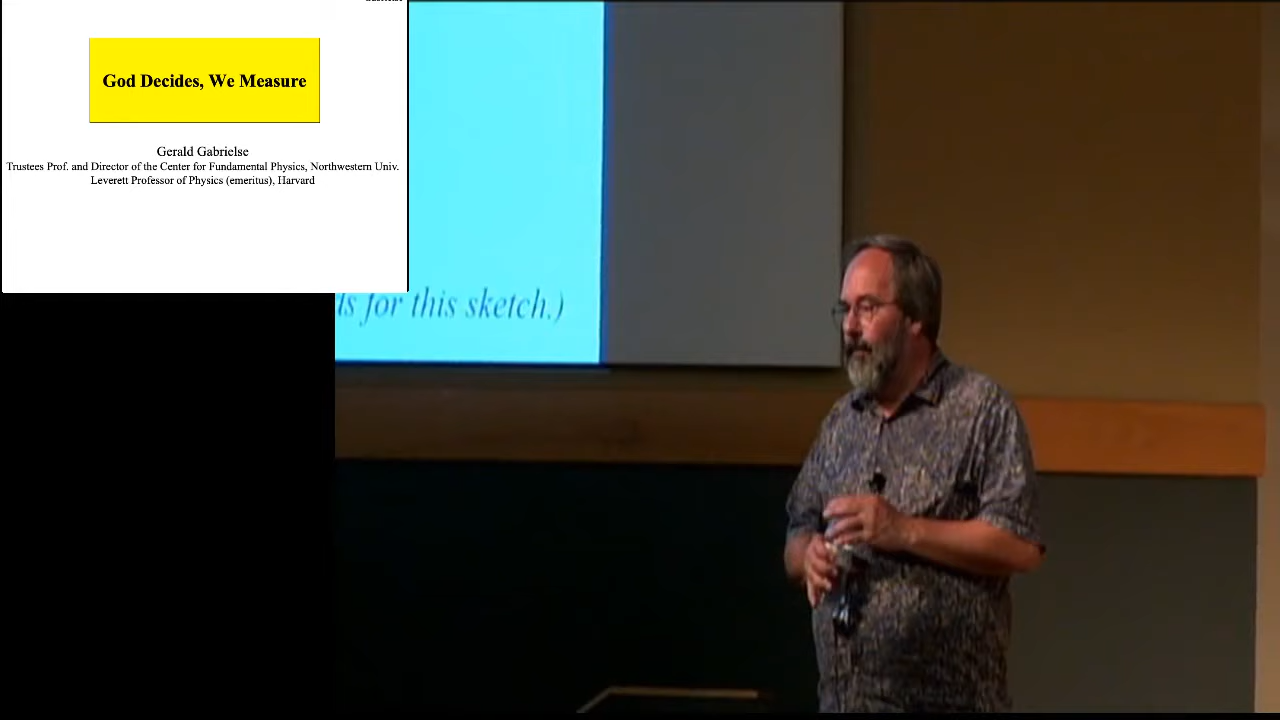 God Decides, We Measure
Gerald Gabrielse
Trustees Prof. and Director of the Center for Fundamental Physics, Northwestern Univ.
Leverett Professor of Physics (emeritus), Harvard
for this sketch.)